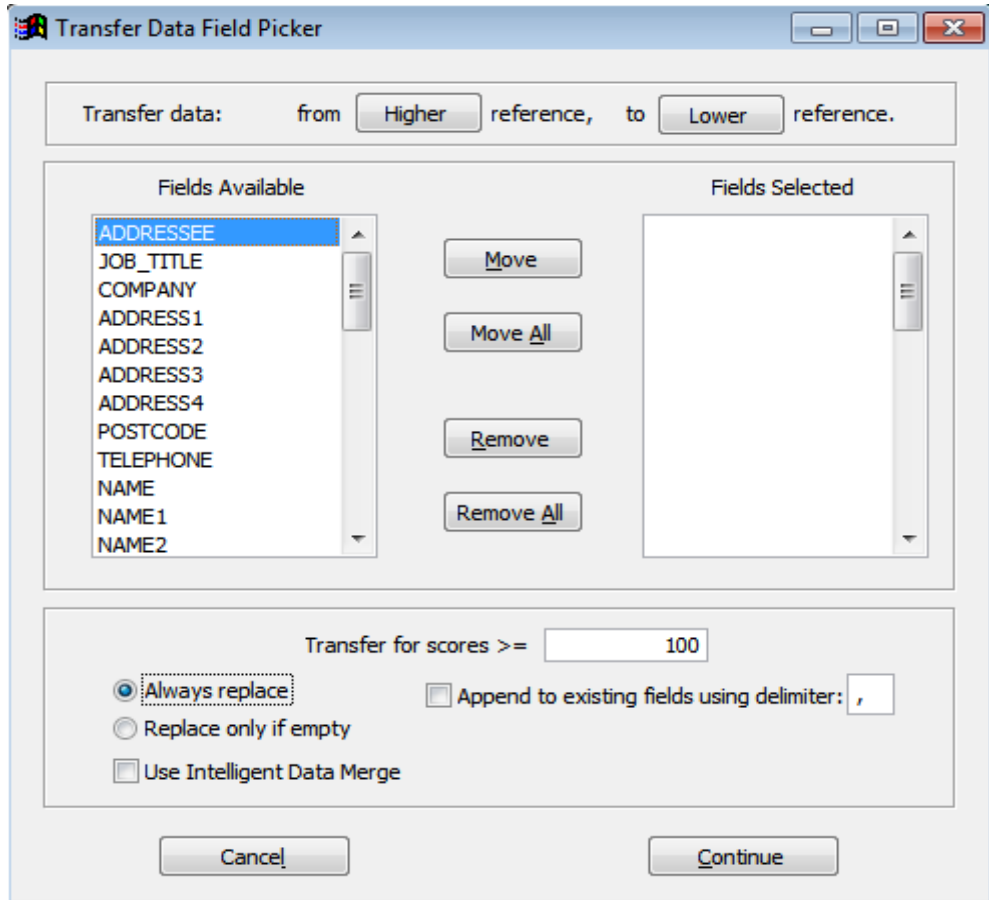 Transfer Data Field Picker
Transfer data: from Higher reference, to Lower reference.
Fields Available
Fields Selected
ADDRESSEE
JOB_TITLE
COMPANY
ADDRESS1
ADDRESS2
ADDRESS3
ADDRESS4
POSTCODE
TELEPHONE
NAME
NAME1
NAME2
Move
Move All
Remove
Remove All
Transfer for scores >= 100
Always replace
Append to existing fields using delimiter: ,
Replace only if empty
Use Intelligent Data Merge
Cancel
Continue